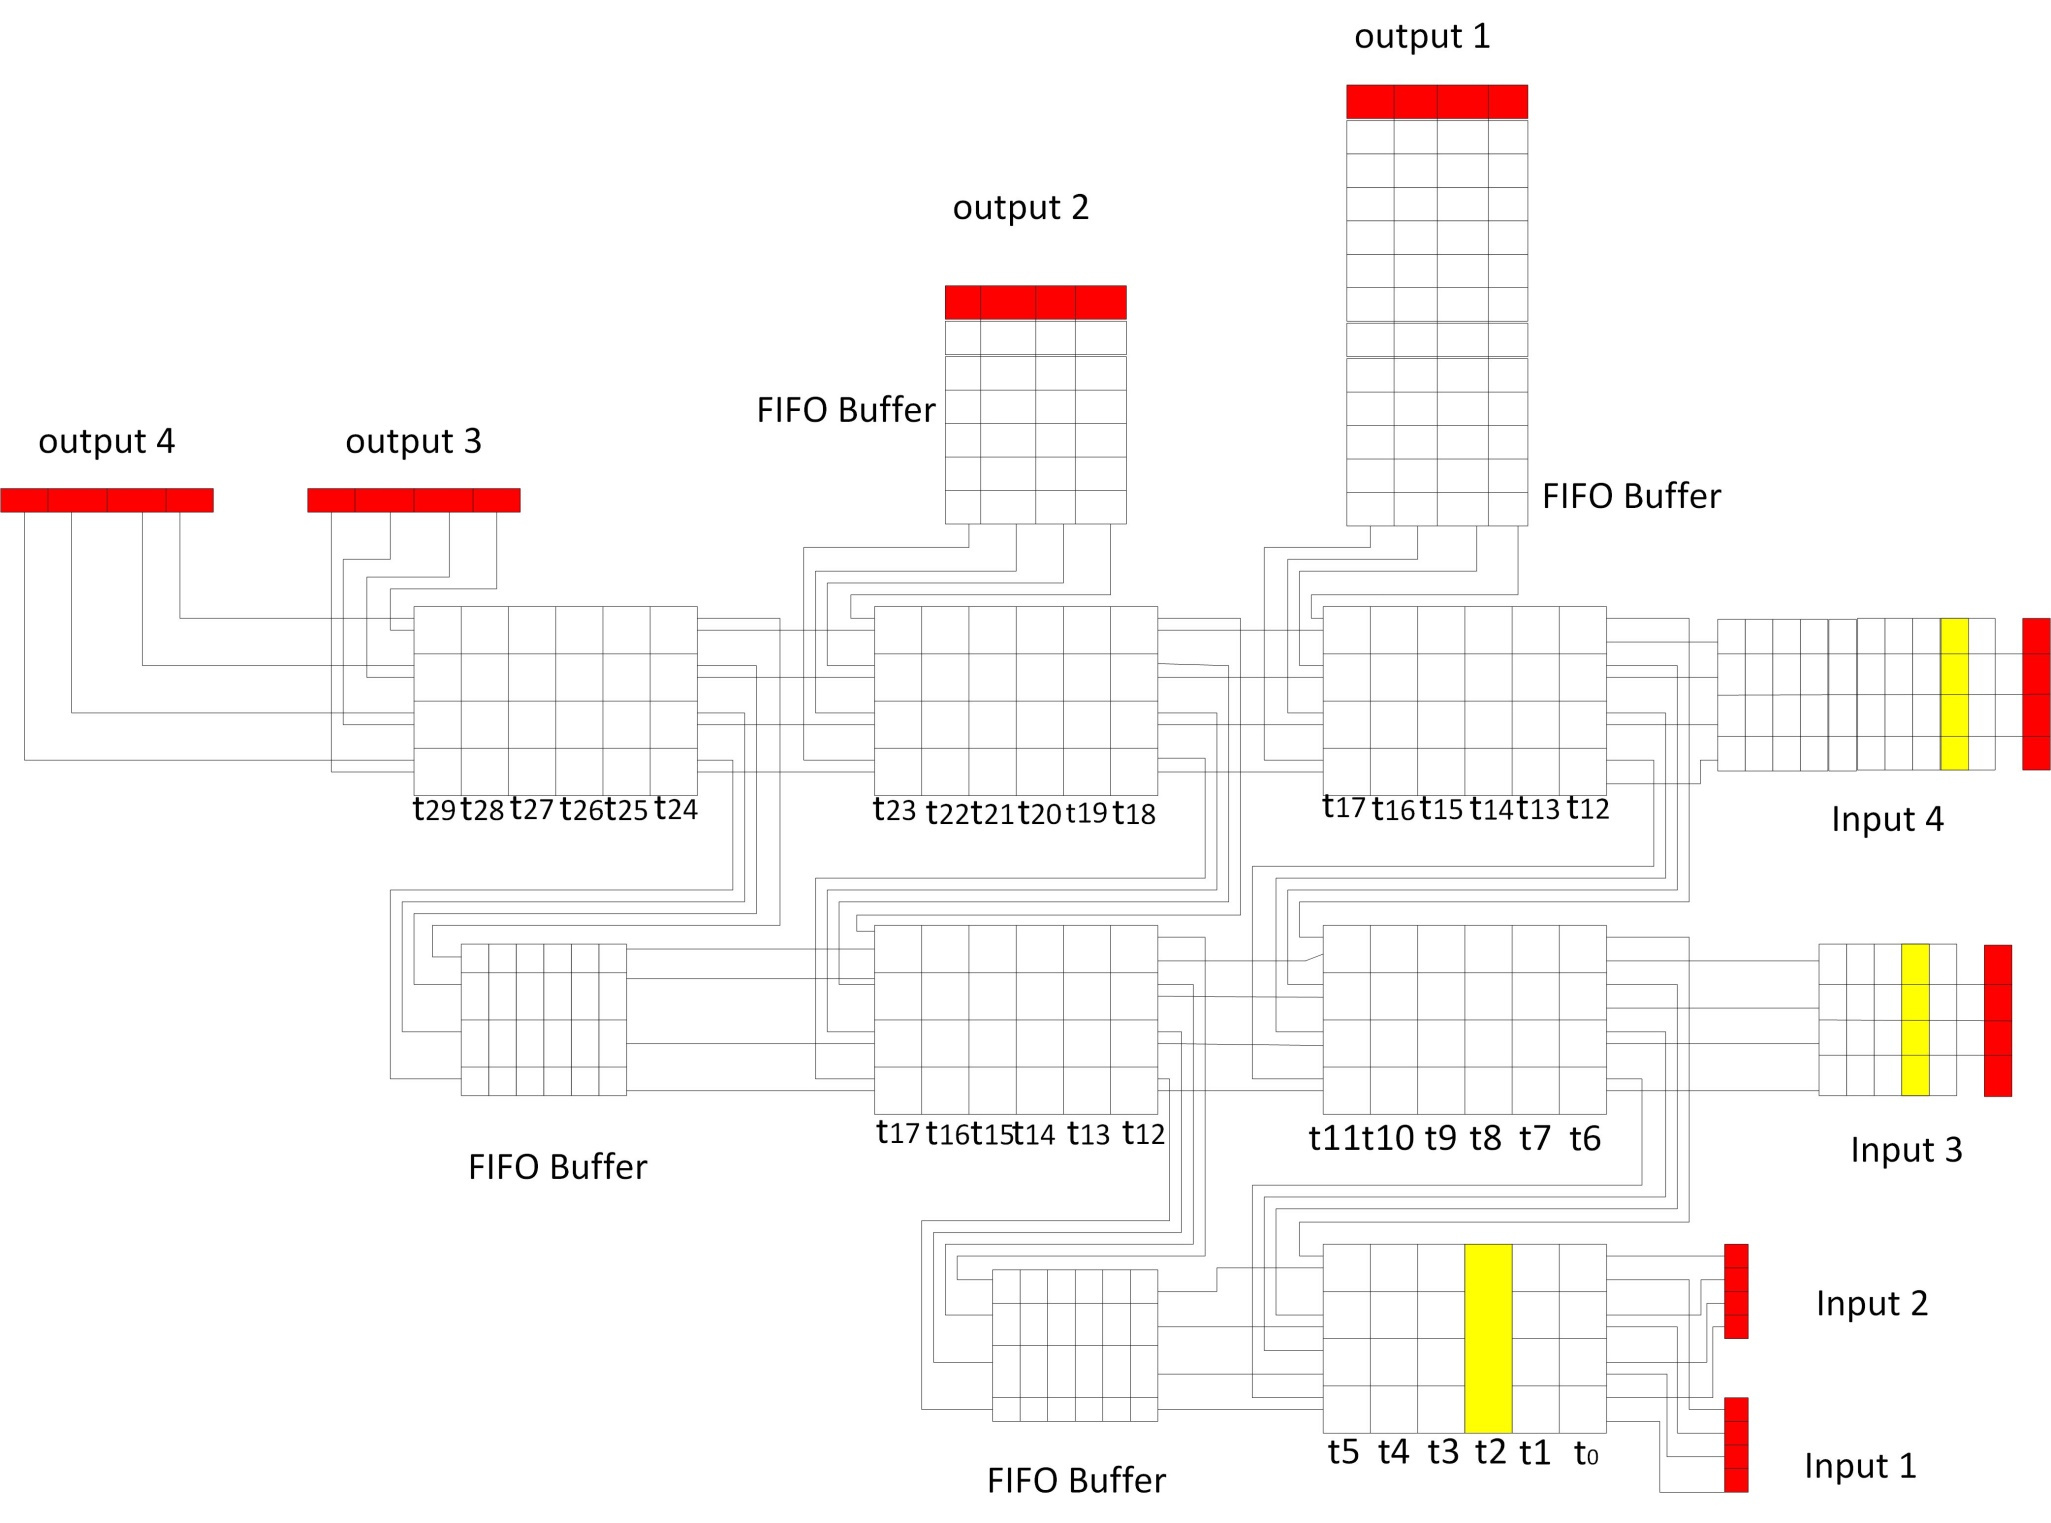 output 1
output 2
FIFO Buffer
output 4
output 3
FIFO Buffer
t29 t28 t27 t26 t25 t24
t23 t22 t21 t20 t19 t18
t17 t16 t15 t14 t13 t12
Input 4
t17 t16 t15 t14 t13 t12
t11 t10 t9 t8 t7 t6
Input 3
FIFO Buffer
Input 2
t5 t4 t3 t2 t1 t0
Input 1
FIFO Buffer